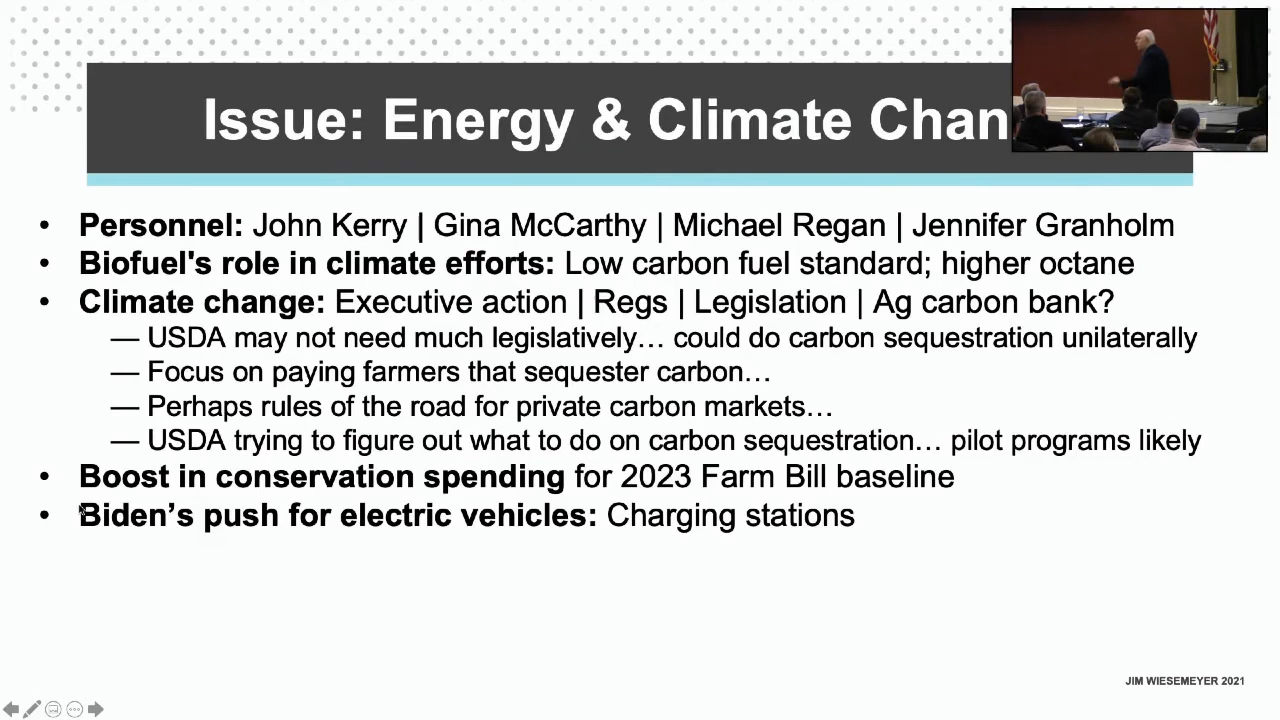 Issue: Energy & Climate Chan
• Personnel: John Kerry | Gina McCarthy | Michael Regan | Jennifer Granholm
• Biofuel's role in climate efforts: Low carbon fuel standard; higher octane
• Climate change: Executive action | Regs | Legislation | Ag carbon bank?
— USDA may not need much legislatively… could do carbon sequestration unilaterally
— Focus on paying farmers that sequester carbon…
— Perhaps rules of the road for private carbon markets…
— USDA trying to figure out what to do on carbon sequestration… pilot programs likely
• Boost in conservation spending for 2023 Farm Bill baseline
• Biden’s push for electric vehicles: Charging stations
JIM WIESEMEYER 2021